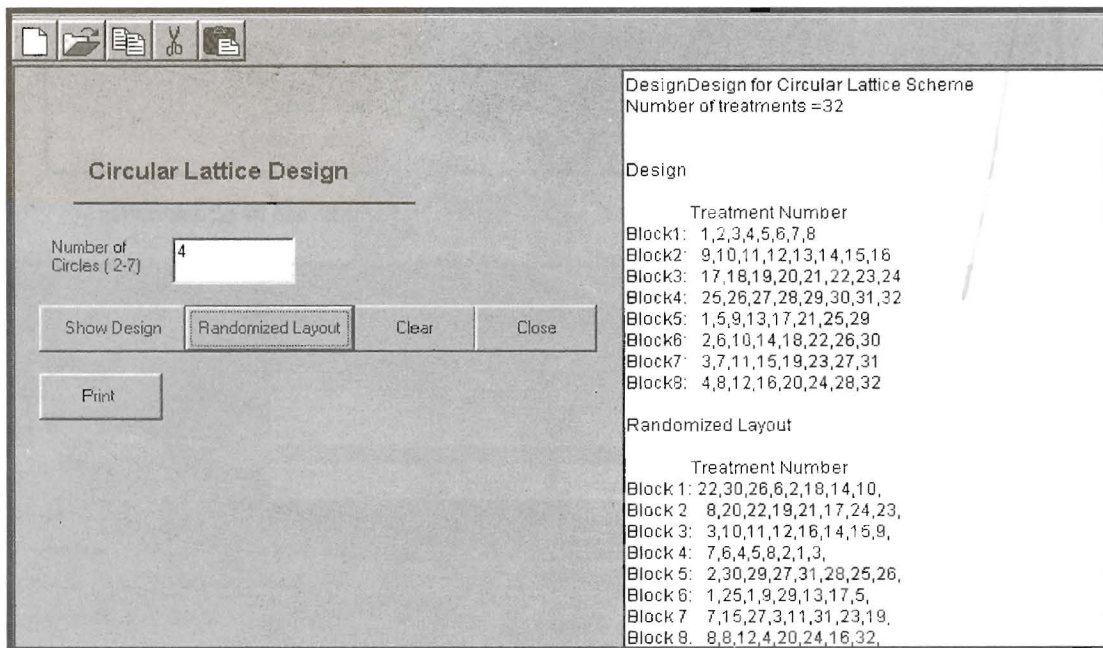 Circular Lattice Design
Number of
Circles ( 2-7)
4
Show Design
Randomized Layout
Clear
Close
Print
DesignDesign for Circular Lattice Scheme
Number of treatments =32
Design
Treatment Number
Block1: 1,2,3,4,5,6,7,8
Block2: 9,10,11,12,13,14,15,16
Block3: 17,18,19,20,21,22,23,24
Block4: 25,26,27,28,29,30,31,32
Block5: 1,5,9,13,17,21,25,29
Block6: 2,6,10,14,18,22,26,30
Block7: 3,7,11,15,19,23,27,31
Block8: 4,8,12,16,20,24,28,32
Randomized Layout
Treatment Number
Block 1: 22,30,26,6,2,18,14,10,
Block 2 8,20,22,19,21,17,24,23,
Block 3: 3,10,11,12,16,14,15,9,
Block 4: 7,6,4,5,8,2,1,3,
Block 5: 2,30,29,27,31,28,25,26,
Block 6: 1,25,1,9,29,13,17,5,
Block 7 7,15,27,3,11,31,23,19,
Block 8. 8,8,12,4,20,24,16,32,